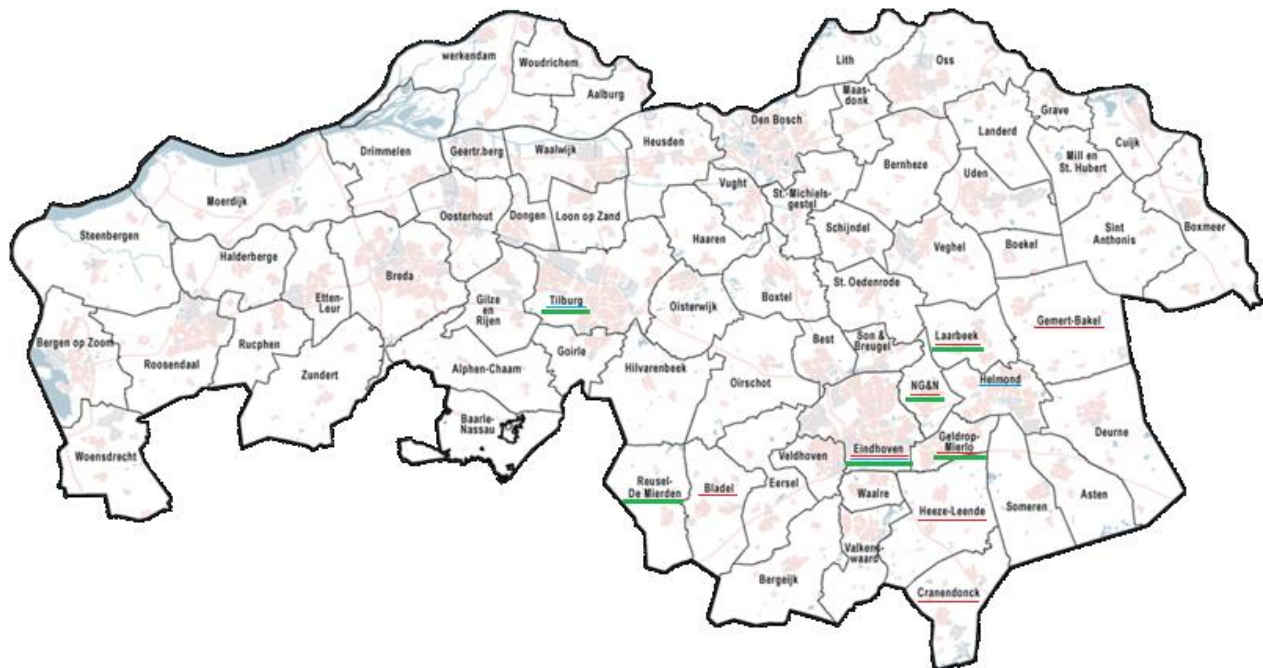 werkendam
Woudrichem
Aalburg
Lith
Oss
Maas-
donk
Den Bosch
Grave
Landerd
Cuijk
Drimmelen
Geertr.berg
Waalwijk
Heusden
Bernheze
Mill en
St. Hubert
Uden
Vught
St.-Michiels-
gestel
Moerdijk
Oosterhout
Dongen
Loon op Zand
Haaren
Schijndel
Veghel
Boekel
Sint
Anthonis
Boxmeer
Steenbergen
Halderberge
Breda
Etten-
Leur
Gilze
en
Rijen
Tilburg
Oisterwijk
Boxtel
St. Oedenrode
Gemert-Bakel
Bergen op Zoom
Roosendaal
Rucphen
Zundert
Alphen-Chaam
Goirle
Hilvarenbeek
Oirschot
Best
Son &
Breugel
Laarbeek
Helmond
NG&N
Baarle-
Nassau
Woensdrecht
Deurne
Reusel-
De Mierden
Bladel
Eersel
Veldhoven
Eindhoven
Geldrop-
Mierlo
Waalre
Heeze-Leende
Someren
Asten
Valkens-
waard
Bergeijk
Cranendonck